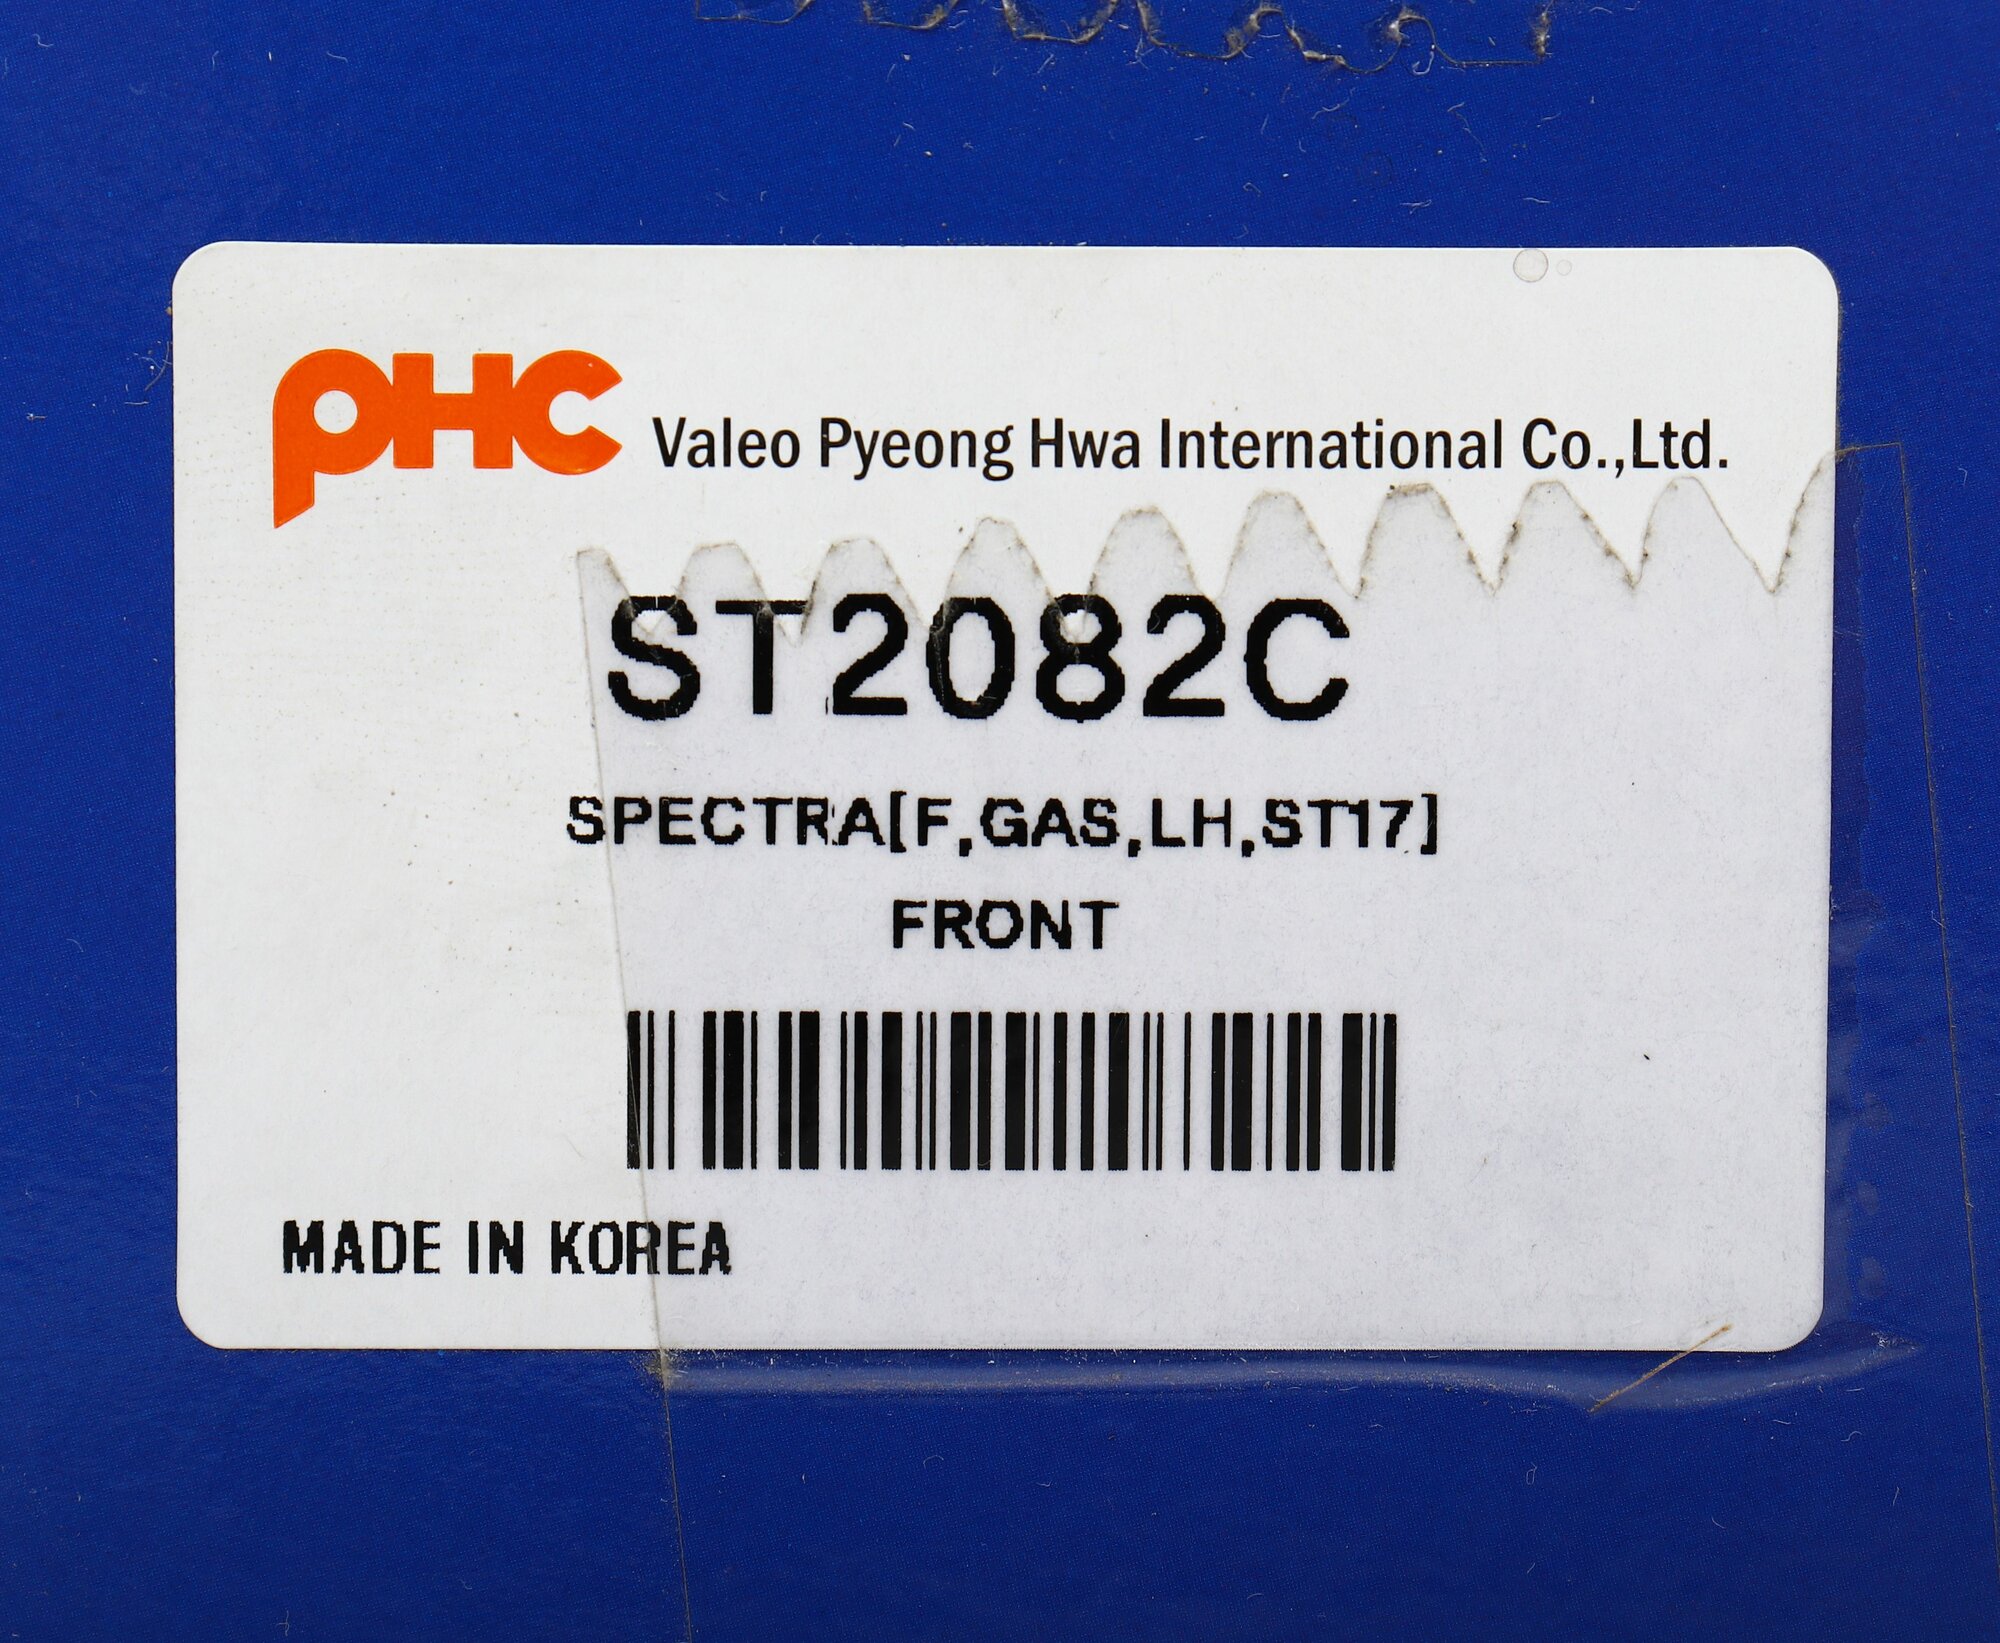 PHC Valeo Pyeong Hwa International Co.,Ltd.
ST2082C
SPECTRA[F,GAS,LH,ST17]
FRONT
MADE IN KOREA